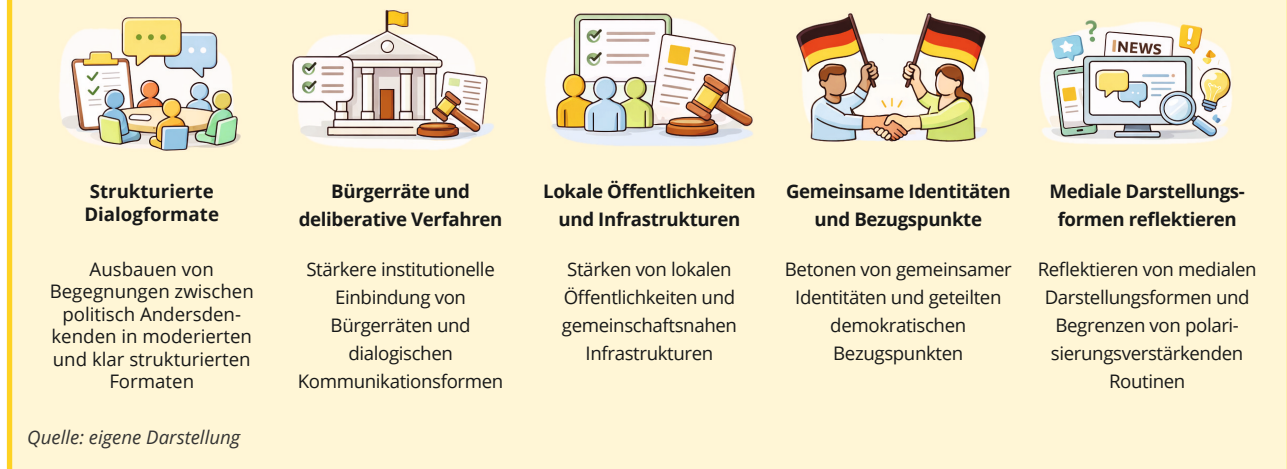 NEWS
Strukturierte
Dialogformate
Ausbauen von
Begegnungen zwischen
politisch Andersden-
kenden in moderierten
und klar strukturierten
Formaten
Bürgerräte und
deliberative Verfahren
Stärkere institutionelle
Einbindung von
Bürgerräten und
dialogischen
Kommunikationsformen
Lokale Öffentlichkeiten
und Infrastrukturen
Stärken von lokalen
Öffentlichkeiten und
gemeinschaftsnahen
Infrastrukturen
Gemeinsame Identitäten
und Bezugspunkte
Betonen von gemeinsamer
Identitäten und geteilten
demokratischen
Bezugspunkten
Mediale Darstellungs-
formen reflektieren
Reflektieren von medialen
Darstellungsformen und
Begrenzen von polari-
sierungsverstärkenden
Routinen
Quelle: eigene Darstellung